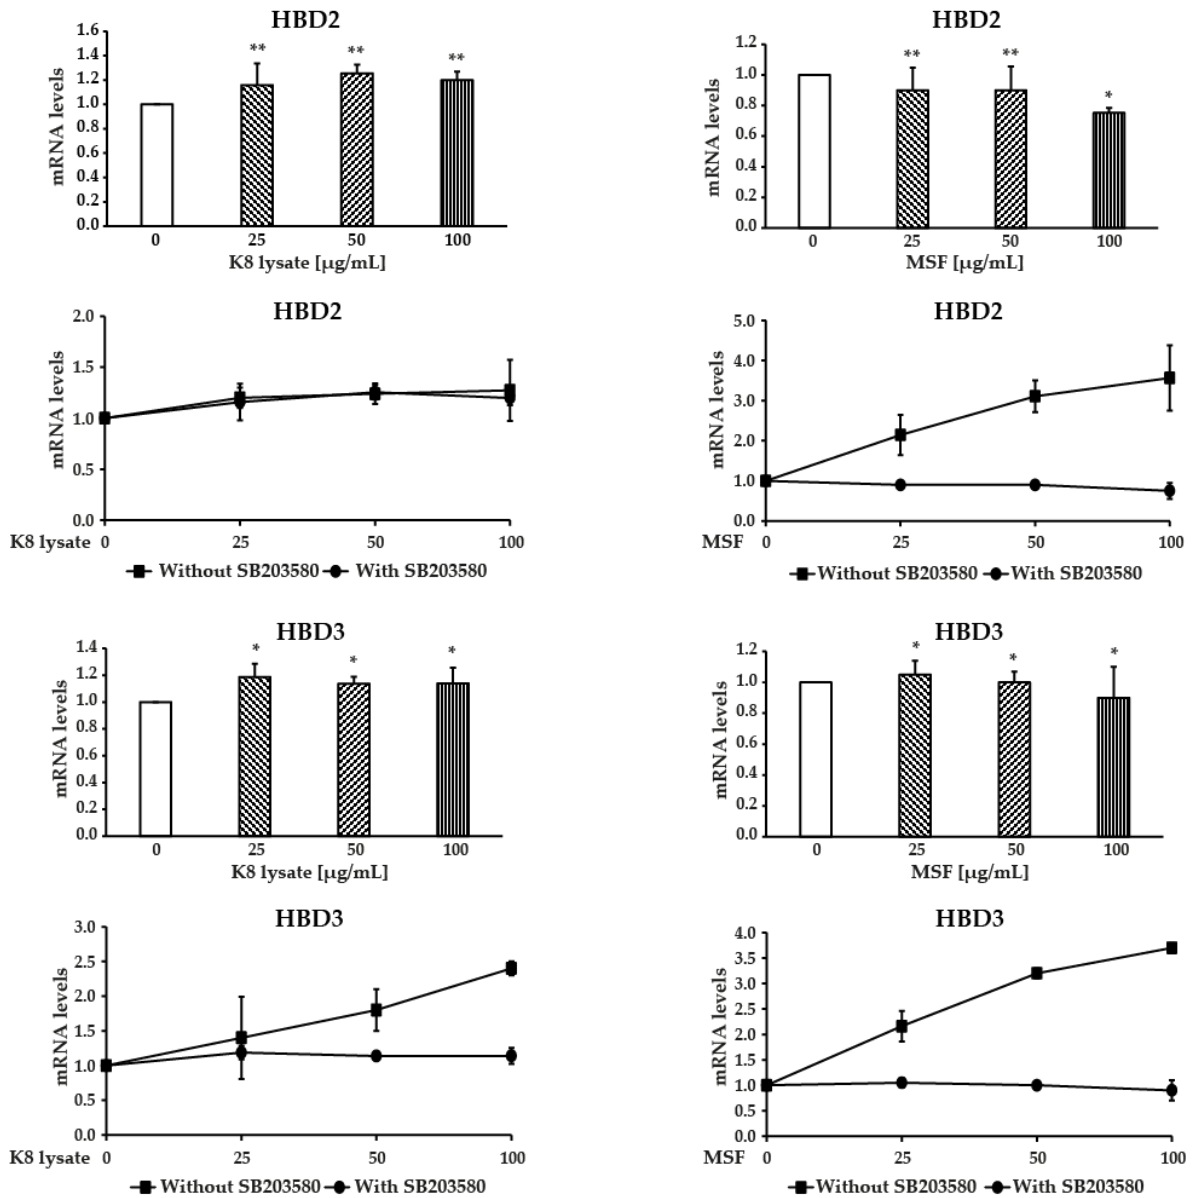 HBD2
1.6
1.4
1.2
1.0
0.8
0.6
0.4
0.2
0.0
mRNA levels
** ** **
0 25 50 100
K8 lysate [µg/mL]
HBD2
1.2
1.0
0.8
0.6
0.4
0.2
0.0
mRNA levels
** ** *
0 25 50 100
MSF [µg/mL]
HBD2
2.0
1.5
1.0
0.5
0.0
mRNA levels
K8 lysate 0 25 50 100
Without SB203580 With SB203580
HBD2
5.0
4.0
3.0
2.0
1.0
0.0
mRNA levels
MSF 0 25 50 100
Without SB203580 With SB203580
HBD3
1.4
1.2
1.0
0.8
0.6
0.4
0.2
0.0
mRNA levels
* * *
0 25 50 100
K8 lysate [µg/mL]
HBD3
1.2
1.0
0.8
0.6
0.4
0.2
0.0
mRNA levels
* * *
0 25 50 100
MSF [µg/mL]
HBD3
3.0
2.5
2.0
1.5
1.0
0.5
0.0
mRNA levels
K8 lysate 0 25 50 100
Without SB203580 With SB203580
HBD3
4.0
3.5
3.0
2.5
2.0
1.5
1.0
0.5
0.0
mRNA levels
MSF 0 25 50 100
Without SB203580 With SB203580